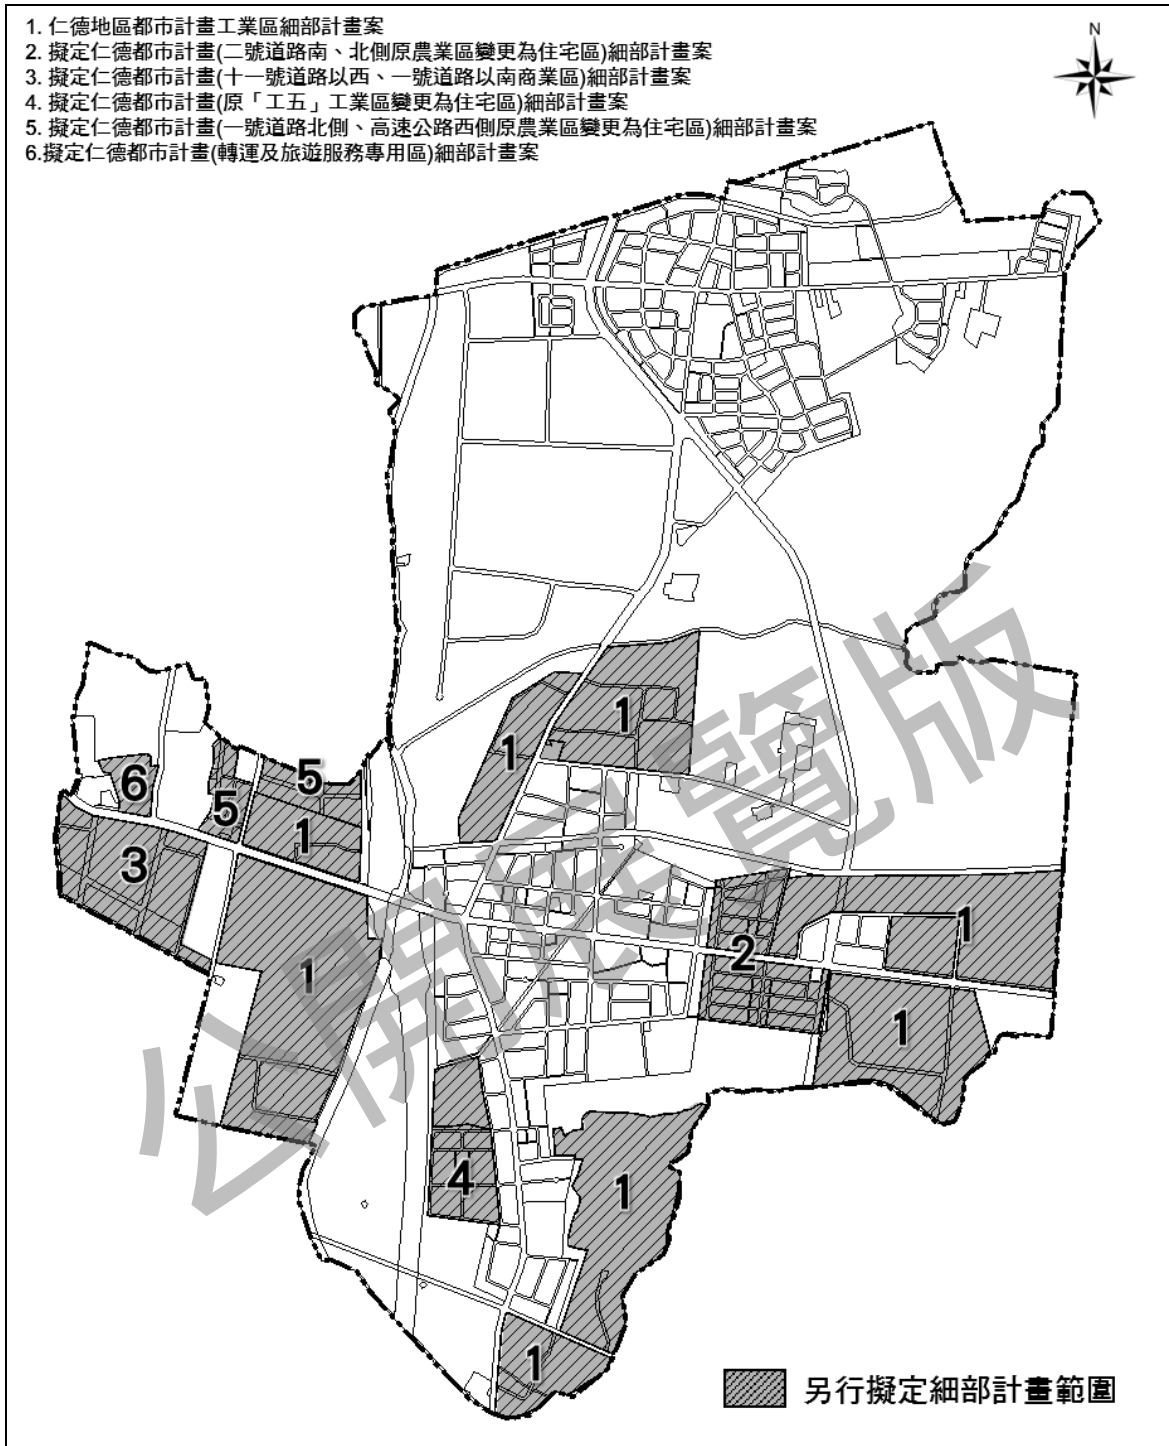 1. 仁德地區都市計畫工業區細部計畫案
2. 擬定仁德都市計畫(二號道路南、北側原農業區變更為住宅區)細部計畫案
3. 擬定仁德都市計畫(十一號道路以西、一號道路以南商業區)細部計畫案
4. 擬定仁德都市計畫(原「工五」工業區變更為住宅區)細部計畫案
5. 擬定仁德都市計畫(一號道路北側、高速公路西側原農業區變更為住宅區)細部計畫案
6.擬定仁德都市計畫(轉運及旅遊服務專用區)細部計畫案
N
1
1
5
6
5
1
3
2
1
1
1
4
1
1
公開展覽版
另行擬定細部計畫範圍